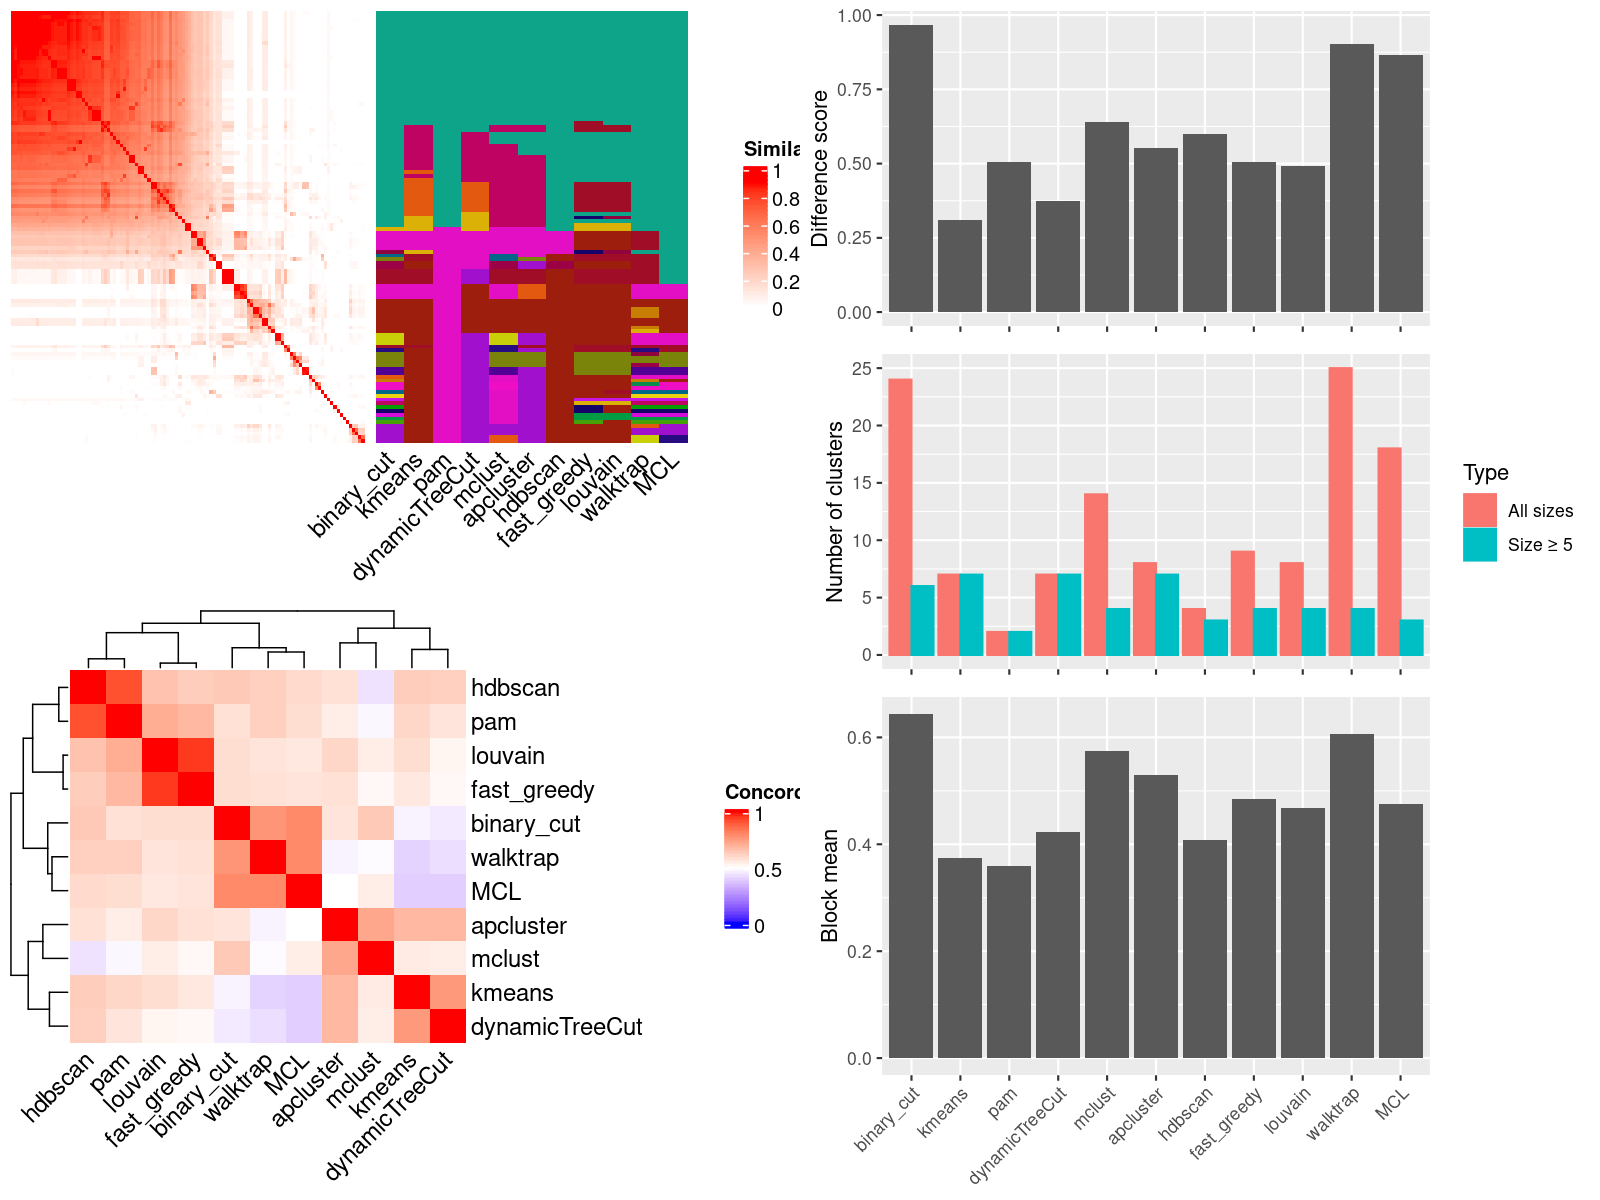 Simila
1
0.8
0.6
0.4
0.2
0
binary_cut
kmeans
pam
dynamicTreeCut
mclust
apcluster
hdbscan
fast_greedy
louvain
walktrap
MCL
hdbscan
pam
louvain
fast_greedy
binary_cut
walktrap
MCL
apcluster
mclust
kmeans
dynamicTreeCut
hdbscan
pam
louvain
fast_greedy
binary_cut
walktrap
MCL
apcluster
mclust
kmeans
dynamicTreeCut
Concord
1
0.5
0
Difference score
1.00
0.75
0.50
0.25
0.00
Number of clusters
25
20
15
10
5
0
Type
All sizes
Size ≥ 5
Block mean
0.6
0.4
0.2
0.0
binary_cut
kmeans
pam
dynamicTreeCut
mclust
apcluster
hdbscan
fast_greedy
louvain
walktrap
MCL